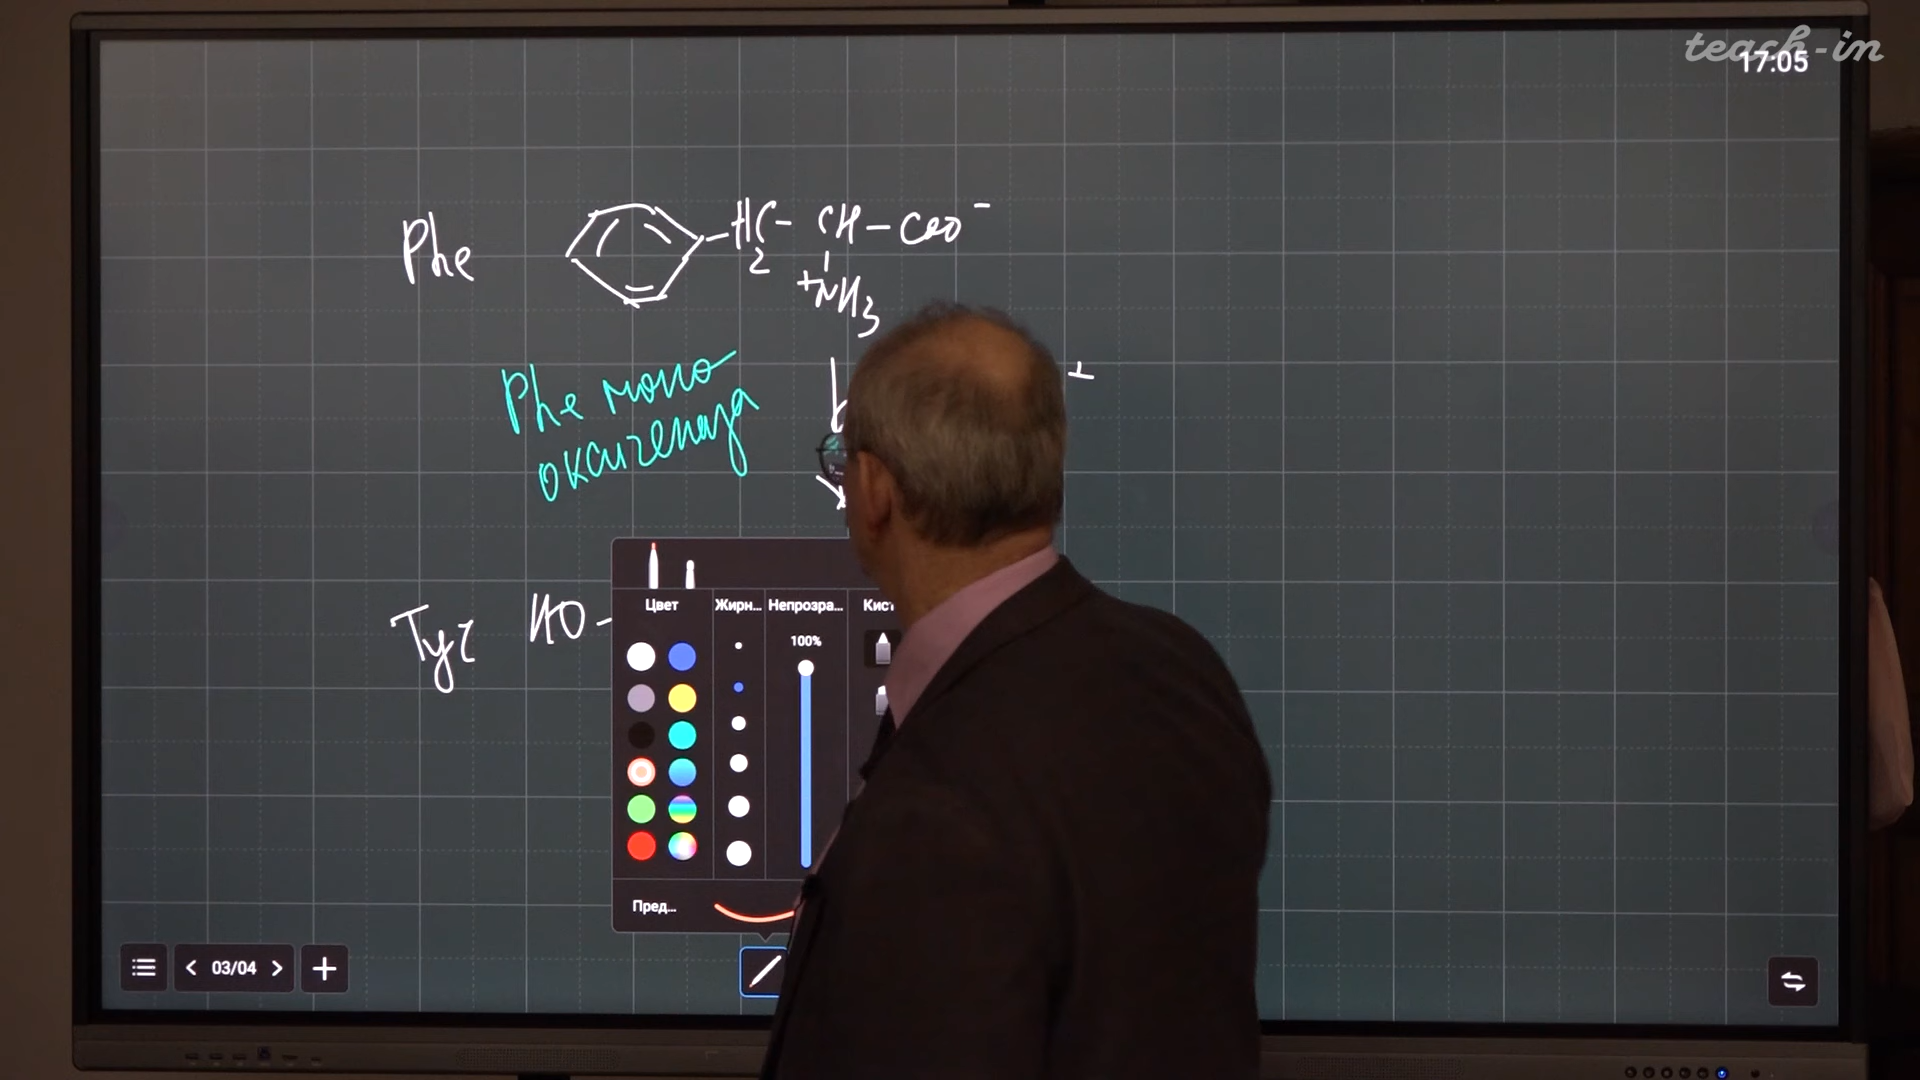 teach-in
17:05
Phe
H₂C - CH - COO⁻
⁺NH₃
Phe моно
оксигеназа
Tyr HO -
Цвет Жирн... Непрозра...
100%
Пред...
03/04